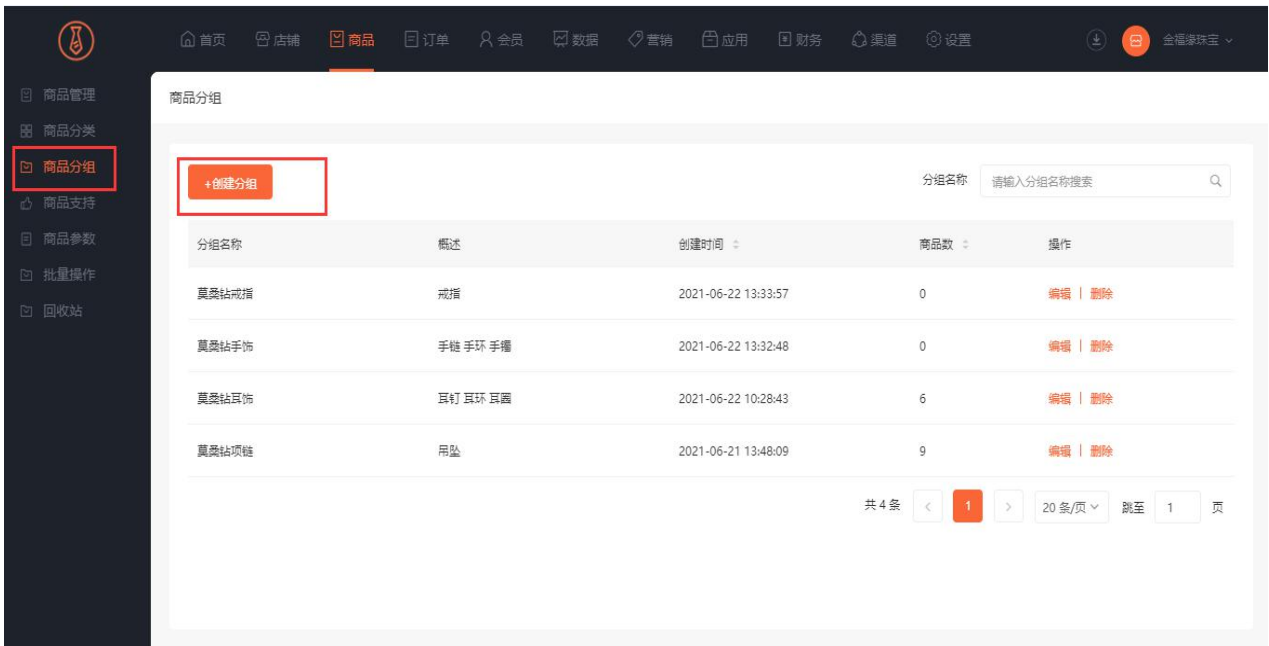 首页 店铺 商品 订单 会员 数据 营销 应用 财务 渠道 设置 金福缘珠宝
商品管理
商品分类
商品分组
商品支持
商品参数
批量操作
回收站
商品分组
+创建分组 分组名称 请输入分组名称搜索
分组名称 概述 创建时间 商品数 操作
莫桑钻戒指 戒指 2021-06-22 13:33:57 0 编辑 | 删除
莫桑钻手饰 手链 手环 手镯 2021-06-22 13:32:48 0 编辑 | 删除
莫桑钻耳饰 耳钉 耳环 耳圈 2021-06-22 10:28:43 6 编辑 | 删除
莫桑钻项链 吊坠 2021-06-21 13:48:09 9 编辑 | 删除
共 4 条 < 1 > 20 条/页 跳至 1 页